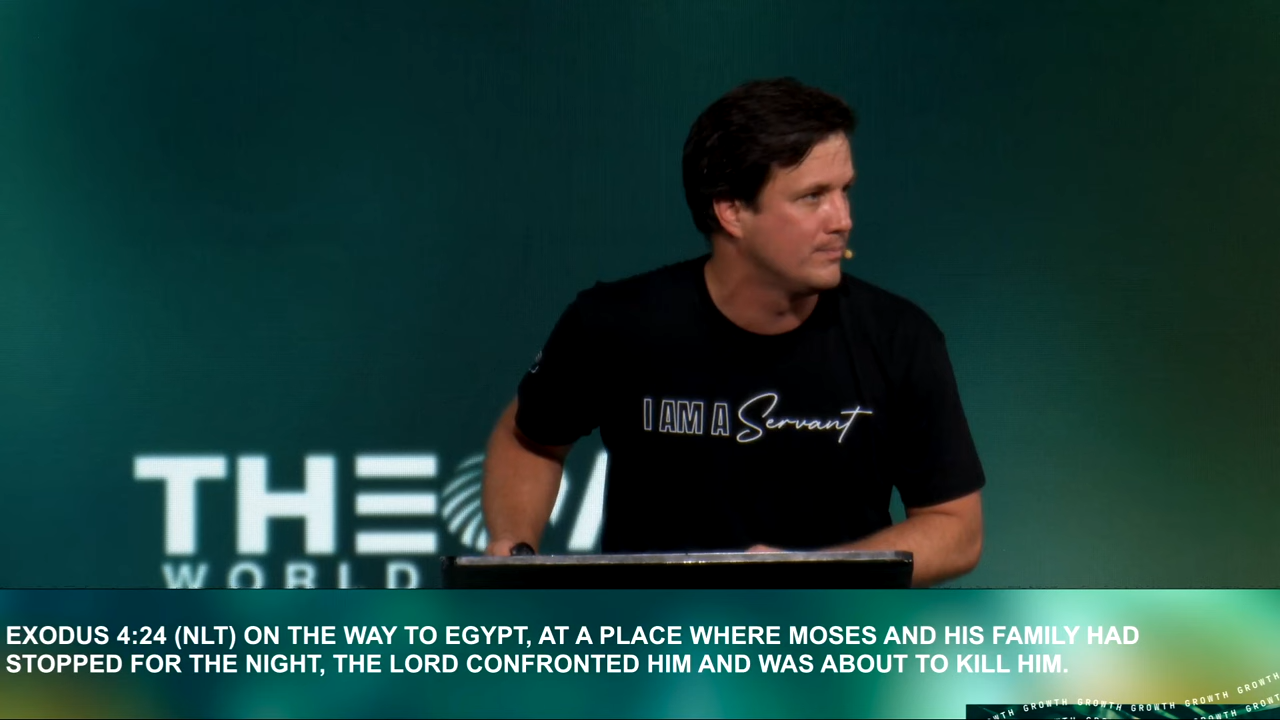 I AM A Servant
THE
WORLD
EXODUS 4:24 (NLT) ON THE WAY TO EGYPT, AT A PLACE WHERE MOSES AND HIS FAMILY HAD
STOPPED FOR THE NIGHT, THE LORD CONFRONTED HIM AND WAS ABOUT TO KILL HIM.
GROWTH GROWTH GROWTH GROWTH GROWTH